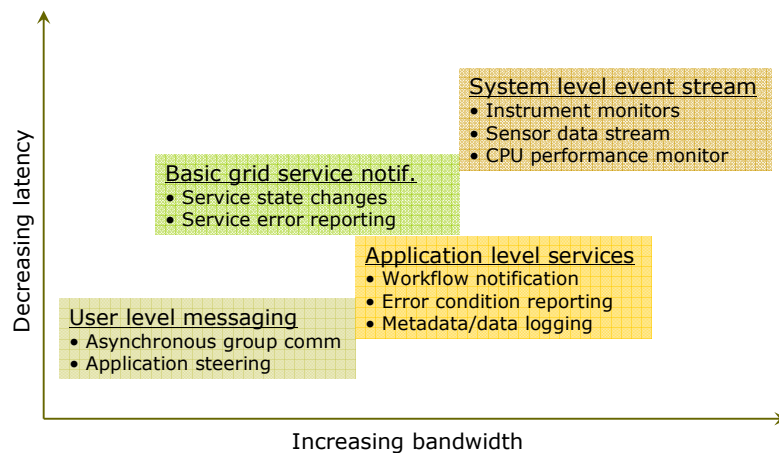 System level event stream
• Instrument monitors
• Sensor data stream
• CPU performance monitor
Basic grid service notif.
• Service state changes
• Service error reporting
Application level services
• Workflow notification
• Error condition reporting
• Metadata/data logging
User level messaging
• Asynchronous group comm
• Application steering
Decreasing latency
Increasing bandwidth